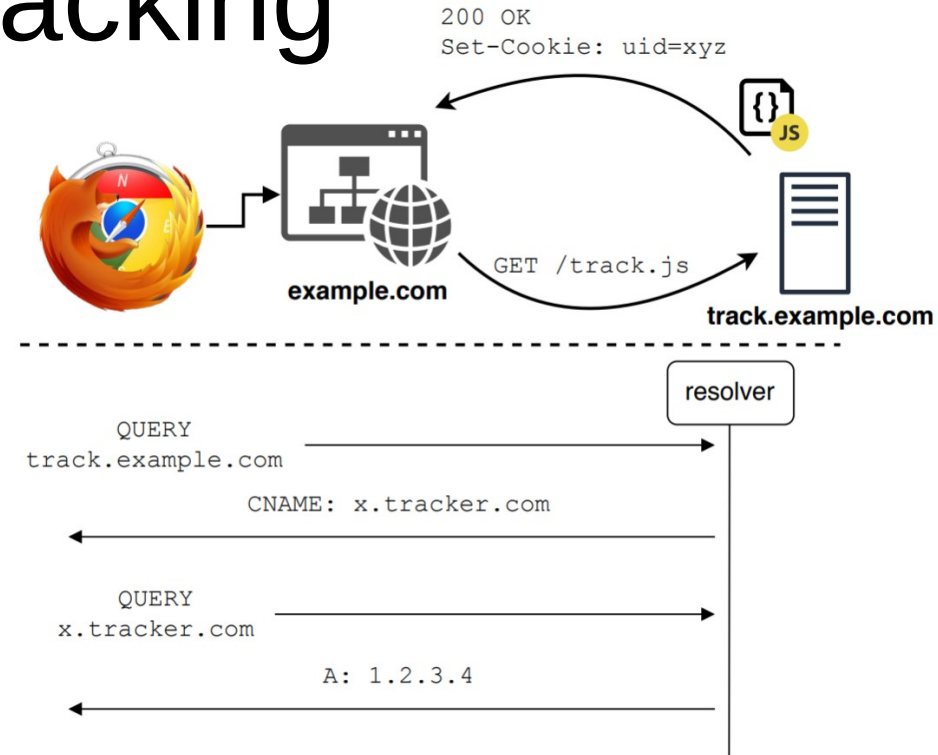 acking
200 OK
Set-Cookie: uid=xyz
{}
JS
N
example.com
GET /track.js
track.example.com
resolver
QUERY
track.example.com
CNAME: x.tracker.com
QUERY
x.tracker.com
A: 1.2.3.4